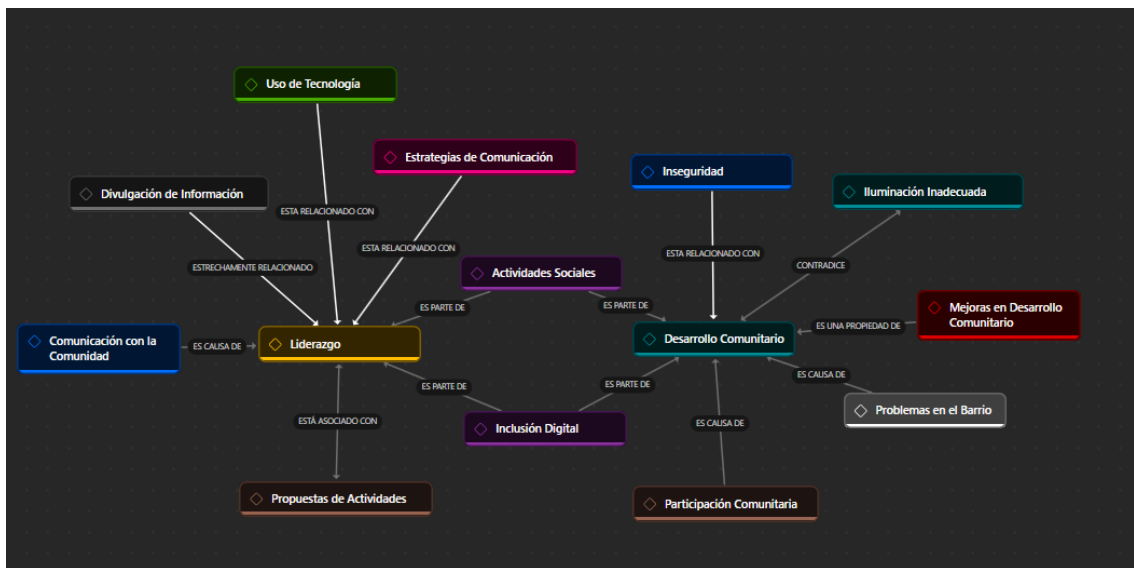 Uso de Tecnología
Estrategias de Comunicación
Inseguridad
Divulgación de Información
Iluminación Inadecuada
ESTA RELACIONADO CON
ESTA RELACIONADO CON
ESTA RELACIONADO CON
ESTRECHAMENTE RELACIONADO
CONTRADICE
Actividades Sociales
ES PARTE DE
ES PARTE DE
Mejoras en Desarrollo
Comunitario
ES UNA PROPIEDAD DE
Comunicación con la
Comunidad
ES CAUSA DE
Liderazgo
Desarrollo Comunitario
ES CAUSA DE
ES PARTE DE
ES PARTE DE
Problemas en el Barrio
ESTÁ ASOCIADO CON
Inclusión Digital
ES CAUSA DE
Propuestas de Actividades
Participación Comunitaria